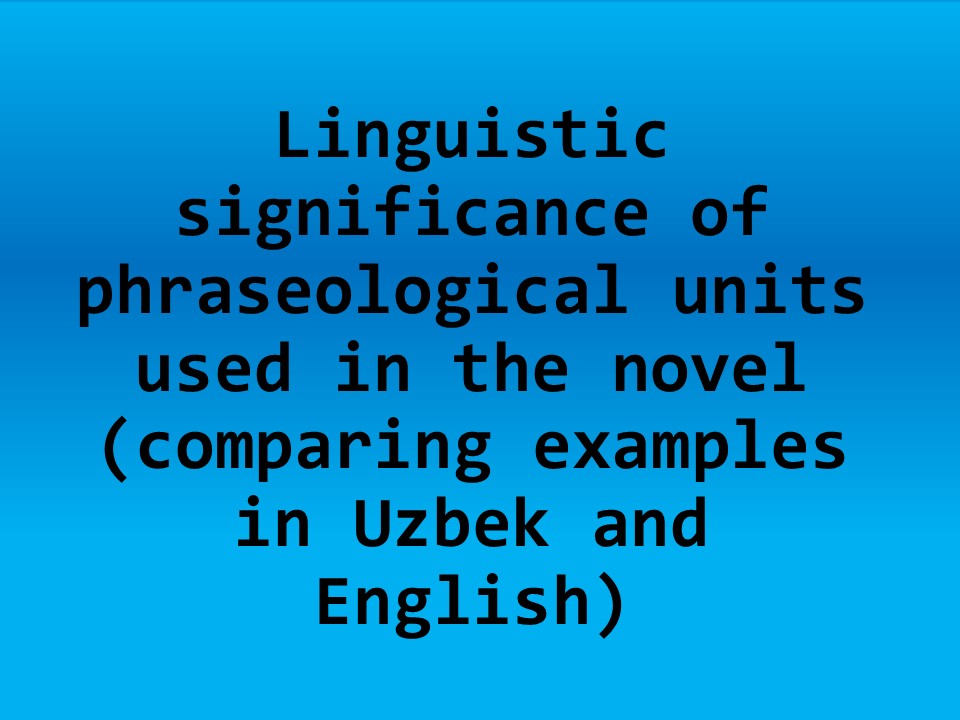 Linguistic
significance of
phraseological units
used in the novel
(comparing examples
in Uzbek and
English)